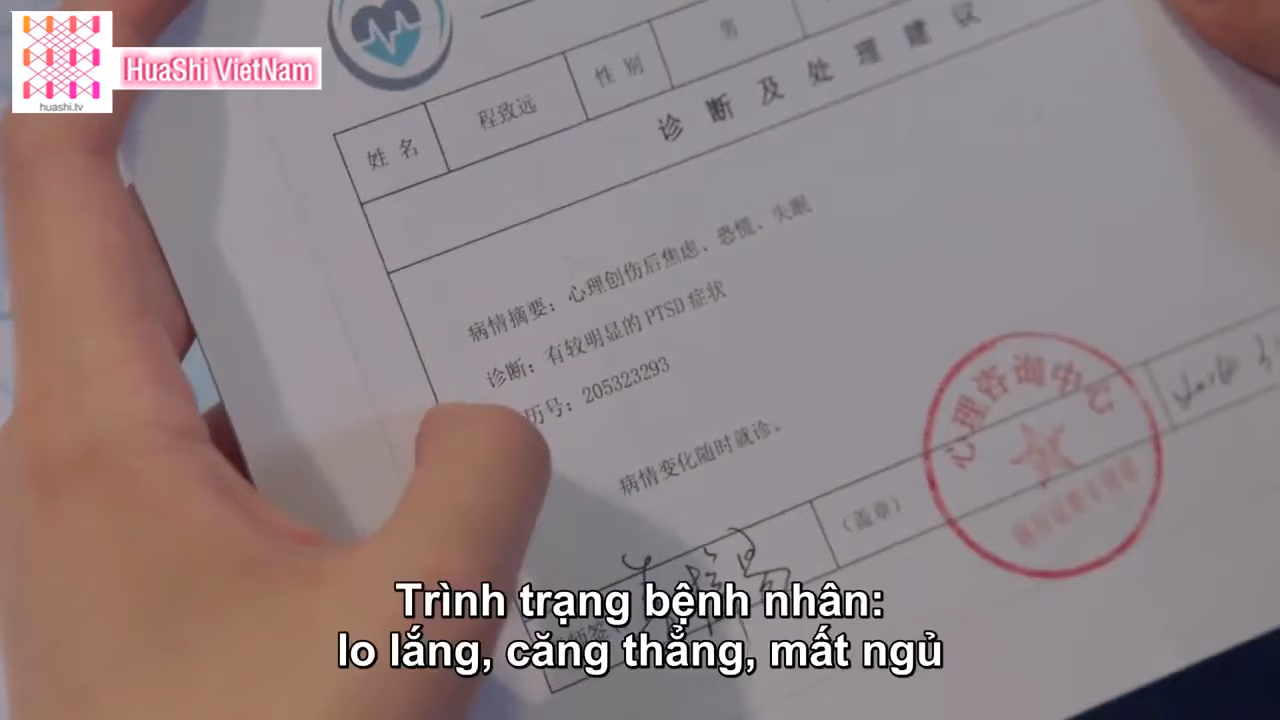 HuaShi VietNam
huashi.tv
姓名 程致远 性别 男
诊断及处理建议
病情摘要：心理创伤后焦虑、恐慌、失眠
诊断：有较明显的PTSD症状
历号：205323293
病情变化随时就诊。
（盖章）
心理咨询中心
师签
Trình trạng bệnh nhân:
lo lắng, căng thẳng, mất ngủ